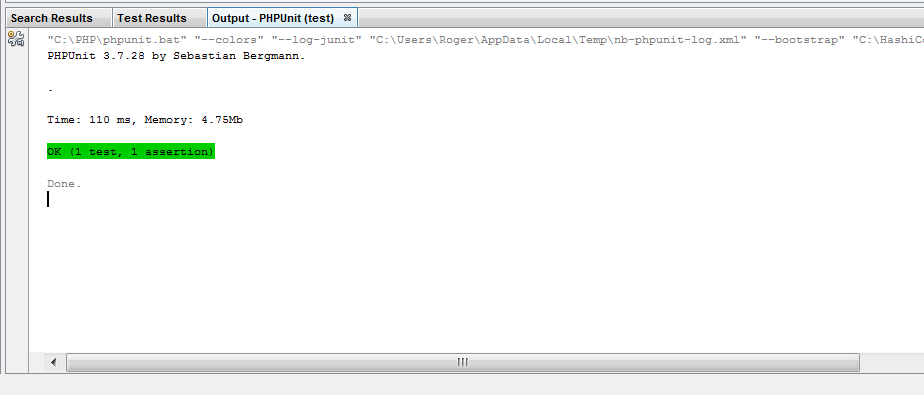 Search Results Test Results Output - PHPUnit (test)
"C:\PHP\phpunit.bat" "--colors" "--log-junit" "C:\Users\Roger\AppData\Local\Temp\nb-phpunit-log.xml" "--bootstrap" "C:\HashiCo
PHPUnit 3.7.28 by Sebastian Bergmann.
.
Time: 110 ms, Memory: 4.75Mb
OK (1 test, 1 assertion)
Done.